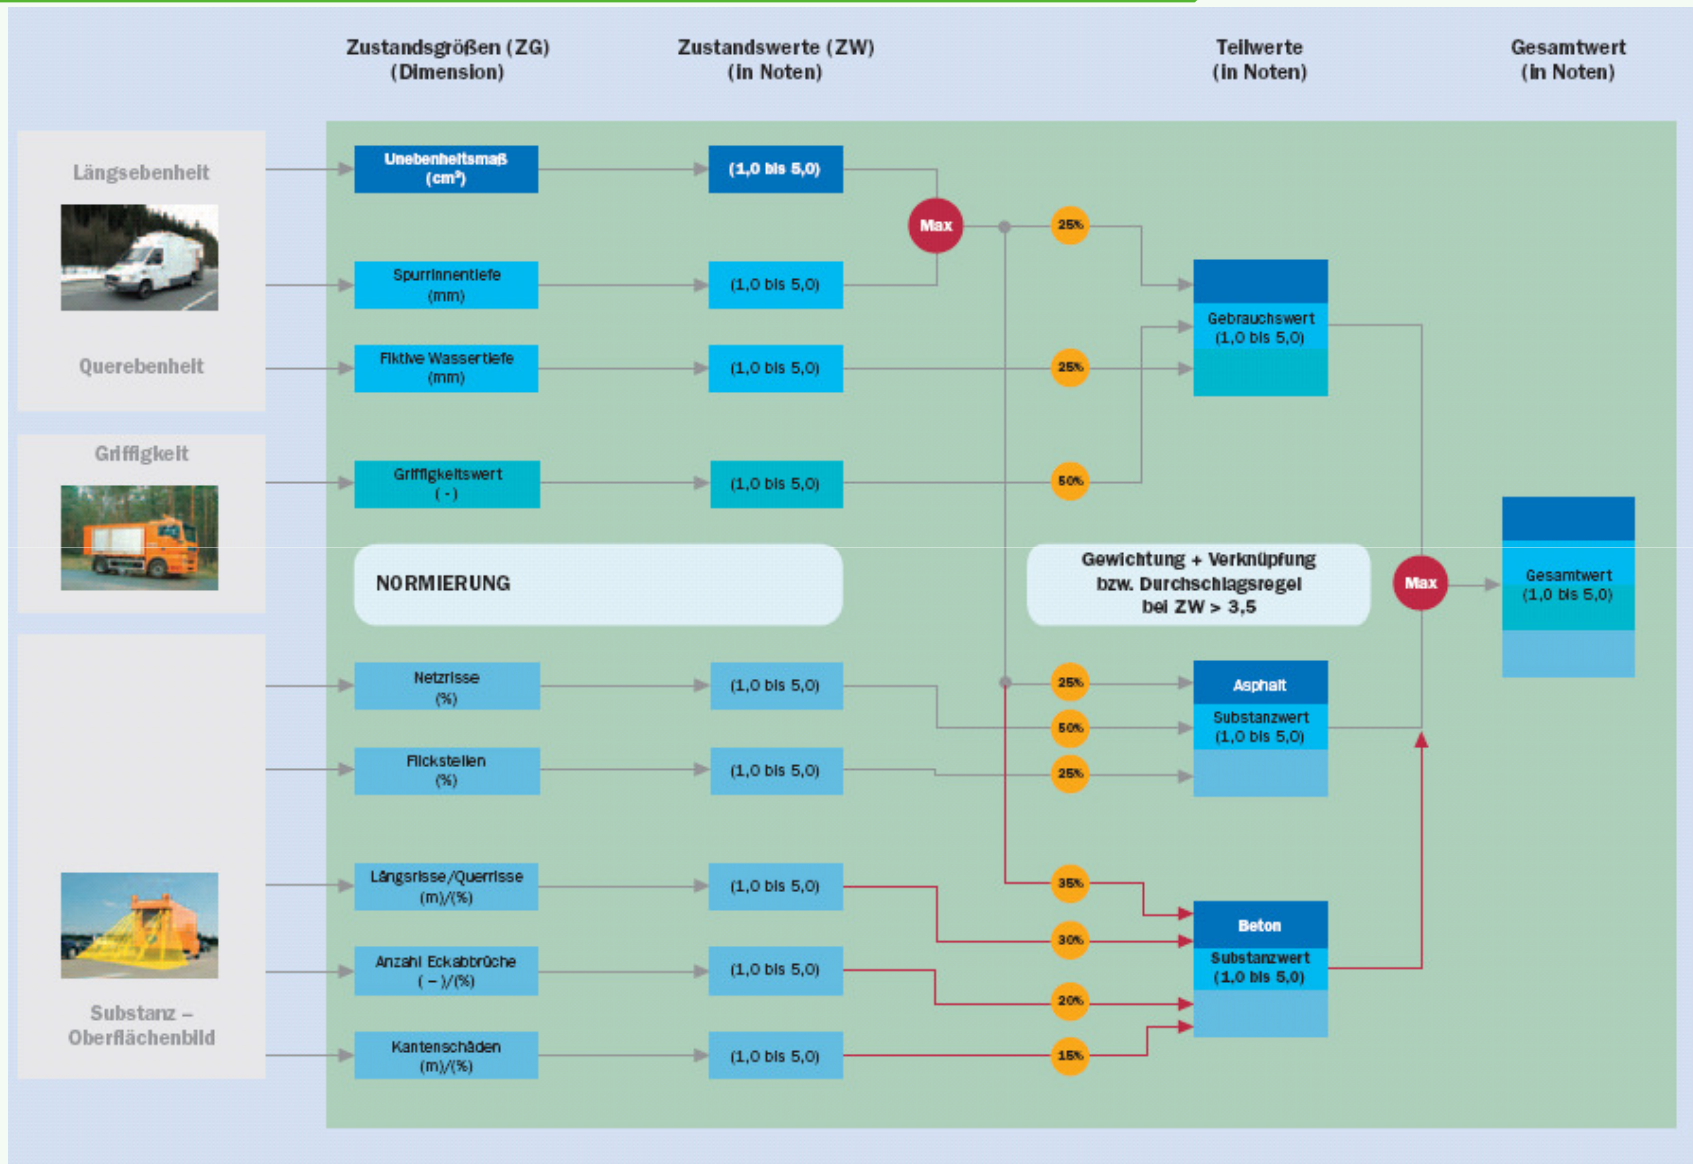 Zustandsgrößen (ZG)
(Dimension)
Zustandswerte (ZW)
(in Noten)
Teilwerte
(in Noten)
Gesamtwert
(in Noten)
Längsebenheit
Querebenheit
Unebenheitsmaß
(cm³)
(1,0 bis 5,0)
Max
25%
Spurrinnentiefe
(mm)
(1,0 bis 5,0)
Gebrauchswert
(1,0 bis 5,0)
Fiktive Wassertiefe
(mm)
(1,0 bis 5,0)
25%
Griffigkeit
Griffigkeitswert
( - )
(1,0 bis 5,0)
50%
NORMIERUNG
Gewichtung + Verknüpfung
bzw. Durchschlagsregel
bei ZW > 3,5
Max
Gesamtwert
(1,0 bis 5,0)
Netzrisse
(%)
(1,0 bis 5,0)
25%
50%
25%
Asphalt
Substanzwert
(1,0 bis 5,0)
Flickstellen
(%)
(1,0 bis 5,0)
Längsrisse/Querrisse
(m)/(%)
(1,0 bis 5,0)
35%
30%
Beton
Substanzwert
(1,0 bis 5,0)
Anzahl Eckabbrüche
( – )/(%)
(1,0 bis 5,0)
20%
Substanz –
Oberflächenbild
Kantenschäden
(m)/(%)
(1,0 bis 5,0)
15%